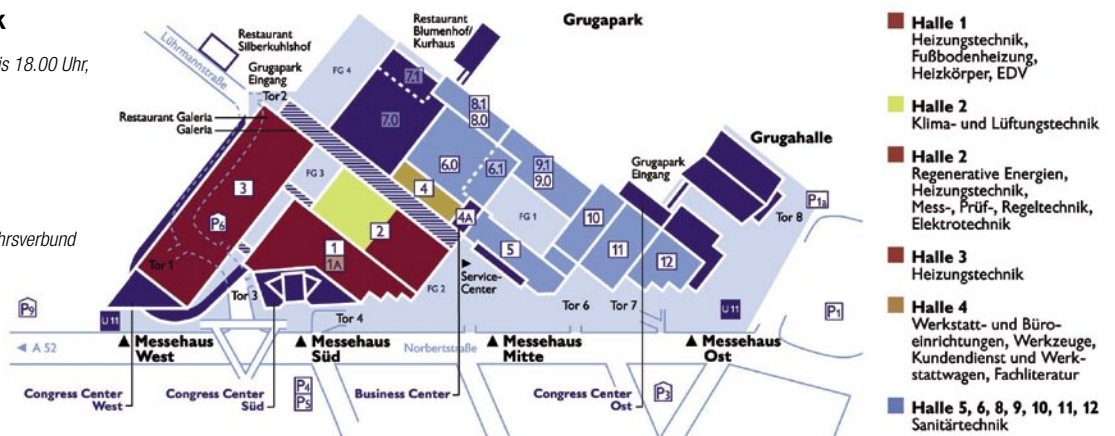 k
is 18.00 Uhr,
hrsverbund
Grugapark
Restaurant
Blumenhof/
Kurhaus
Restaurant
Silberkuhlshof
Lührmannstraße
Grugapark
Eingang
Tor 2
Restaurant Galeria
Galeria
FG 4
7.1
7.0
8.1
8.0
6.0
6.1
9.1
9.0
Grugahalle
Grugapark
Eingang
3
FG 3
4
4A
FG 1
10
P6
2
1
1A
5
11
12
P1a
Tor 8
Tor 1
Tor 3
FG 2
Service-
Center
Tor 6
Tor 7
Tor 4
P9
U 11
U 11
P1
A 52
Messehaus
West
Messehaus
Süd
Norbertstraße
Messehaus
Mitte
Messehaus
Ost
Congress Center
West
Congress Center
Süd
P4
P5
Business Center
Congress Center
Ost
P3
Halle 1
Heizungstechnik,
Fußbodenheizung,
Heizkörper, EDV
Halle 2
Klima- und Lüftungstechnik
Halle 2
Regenerative Energien,
Heizungstechnik,
Mess-, Prüf-, Regeltechnik,
Elektrotechnik
Halle 3
Heizungstechnik
Halle 4
Werkstatt- und Büro-
einrichtungen, Werkzeuge,
Kundendienst und Werk-
stattwagen, Fachliteratur
Halle 5, 6, 8, 9, 10, 11, 12
Sanitärtechnik